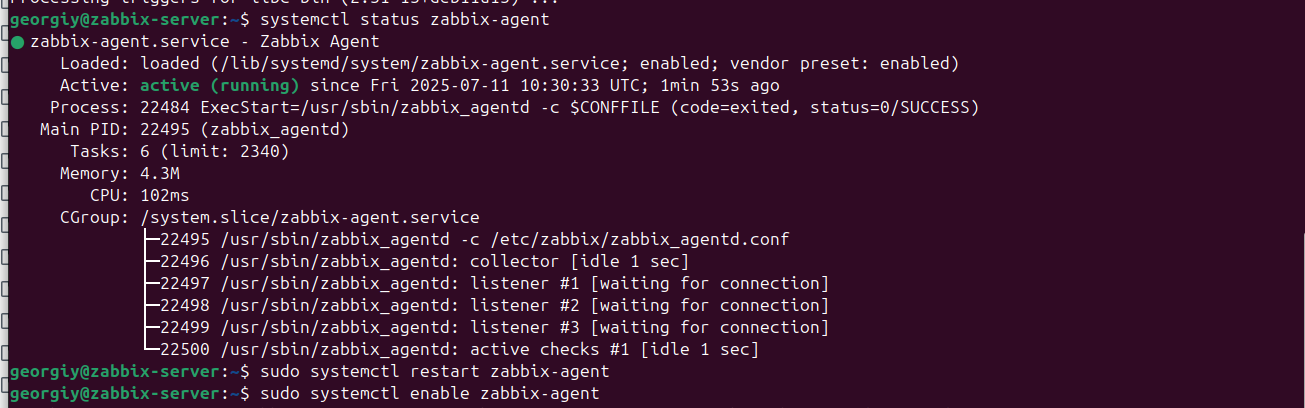 georgiy@zabbix-server:~$ systemctl status zabbix-agent
● zabbix-agent.service - Zabbix Agent
     Loaded: loaded (/lib/systemd/system/zabbix-agent.service; enabled; vendor preset: enabled)
     Active: active (running) since Fri 2025-07-11 10:30:33 UTC; 1min 53s ago
    Process: 22484 ExecStart=/usr/sbin/zabbix_agentd -c $CONFFILE (code=exited, status=0/SUCCESS)
   Main PID: 22495 (zabbix_agentd)
      Tasks: 6 (limit: 2340)
     Memory: 4.3M
        CPU: 102ms
     CGroup: /system.slice/zabbix-agent.service
             ├─22495 /usr/sbin/zabbix_agentd -c /etc/zabbix/zabbix_agentd.conf
             ├─22496 /usr/sbin/zabbix_agentd: collector [idle 1 sec]
             ├─22497 /usr/sbin/zabbix_agentd: listener #1 [waiting for connection]
             ├─22498 /usr/sbin/zabbix_agentd: listener #2 [waiting for connection]
             ├─22499 /usr/sbin/zabbix_agentd: listener #3 [waiting for connection]
             └─22500 /usr/sbin/zabbix_agentd: active checks #1 [idle 1 sec]
georgiy@zabbix-server:~$ sudo systemctl restart zabbix-agent
georgiy@zabbix-server:~$ sudo systemctl enable zabbix-agent